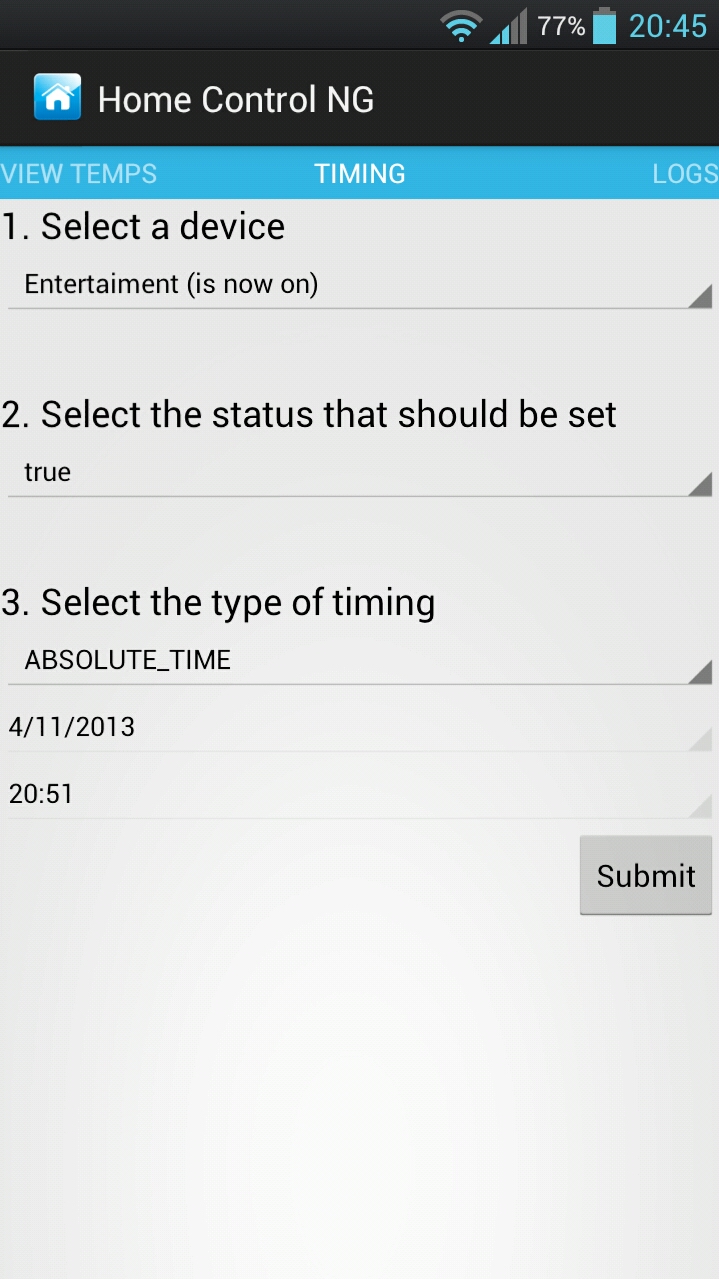 77% 20:45
Home Control NG
VIEW TEMPS TIMING LOGS
1. Select a device
Entertaiment (is now on)
2. Select the status that should be set
true
3. Select the type of timing
ABSOLUTE_TIME
4/11/2013
20:51
Submit